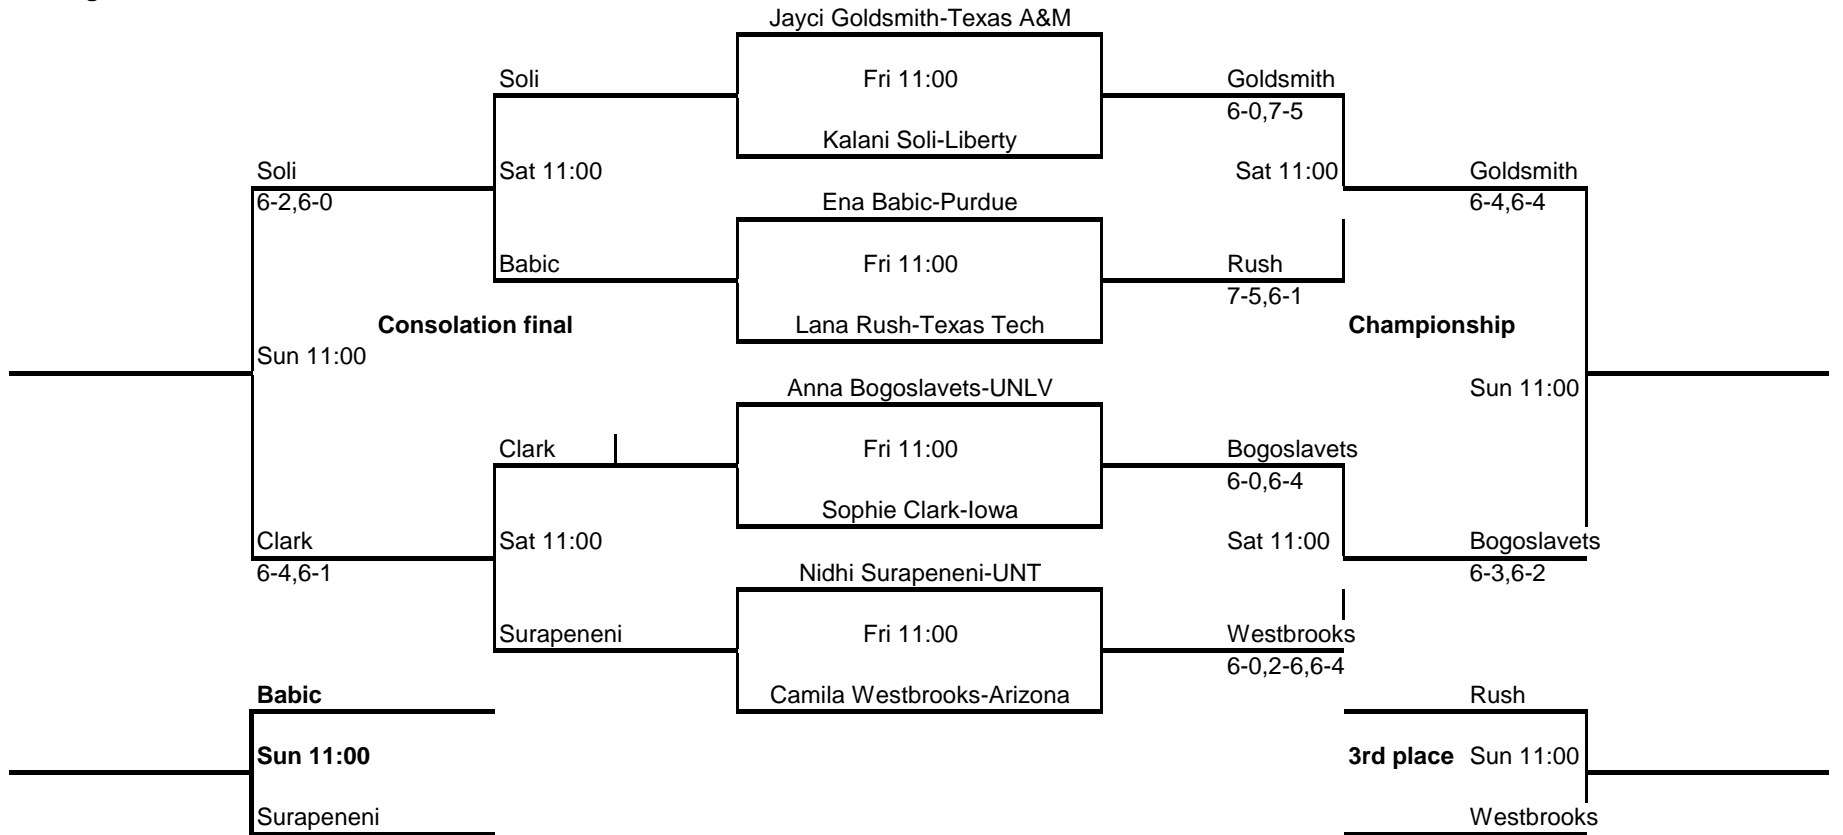 Jayci Goldsmith-Texas A&M
Soli Fri 11:00 Goldsmith
6-0,7-5
Kalani Soli-Liberty
Soli Sat 11:00 Sat 11:00 Goldsmith
6-2,6-0 Ena Babic-Purdue 6-4,6-4
Babic Fri 11:00 Rush
7-5,6-1
Consolation final Lana Rush-Texas Tech Championship
Sun 11:00
Anna Bogoslavets-UNLV Sun 11:00
Clark Fri 11:00 Bogoslavets
6-0,6-4
Sophie Clark-Iowa
Clark Sat 11:00 Sat 11:00 Bogoslavets
6-4,6-1 Nidhi Surapeneni-UNT 6-3,6-2
Surapeneni Fri 11:00 Westbrooks
6-0,2-6,6-4
Babic Camila Westbrooks-Arizona Rush
Sun 11:00 3rd place Sun 11:00
Surapeneni Westbrooks